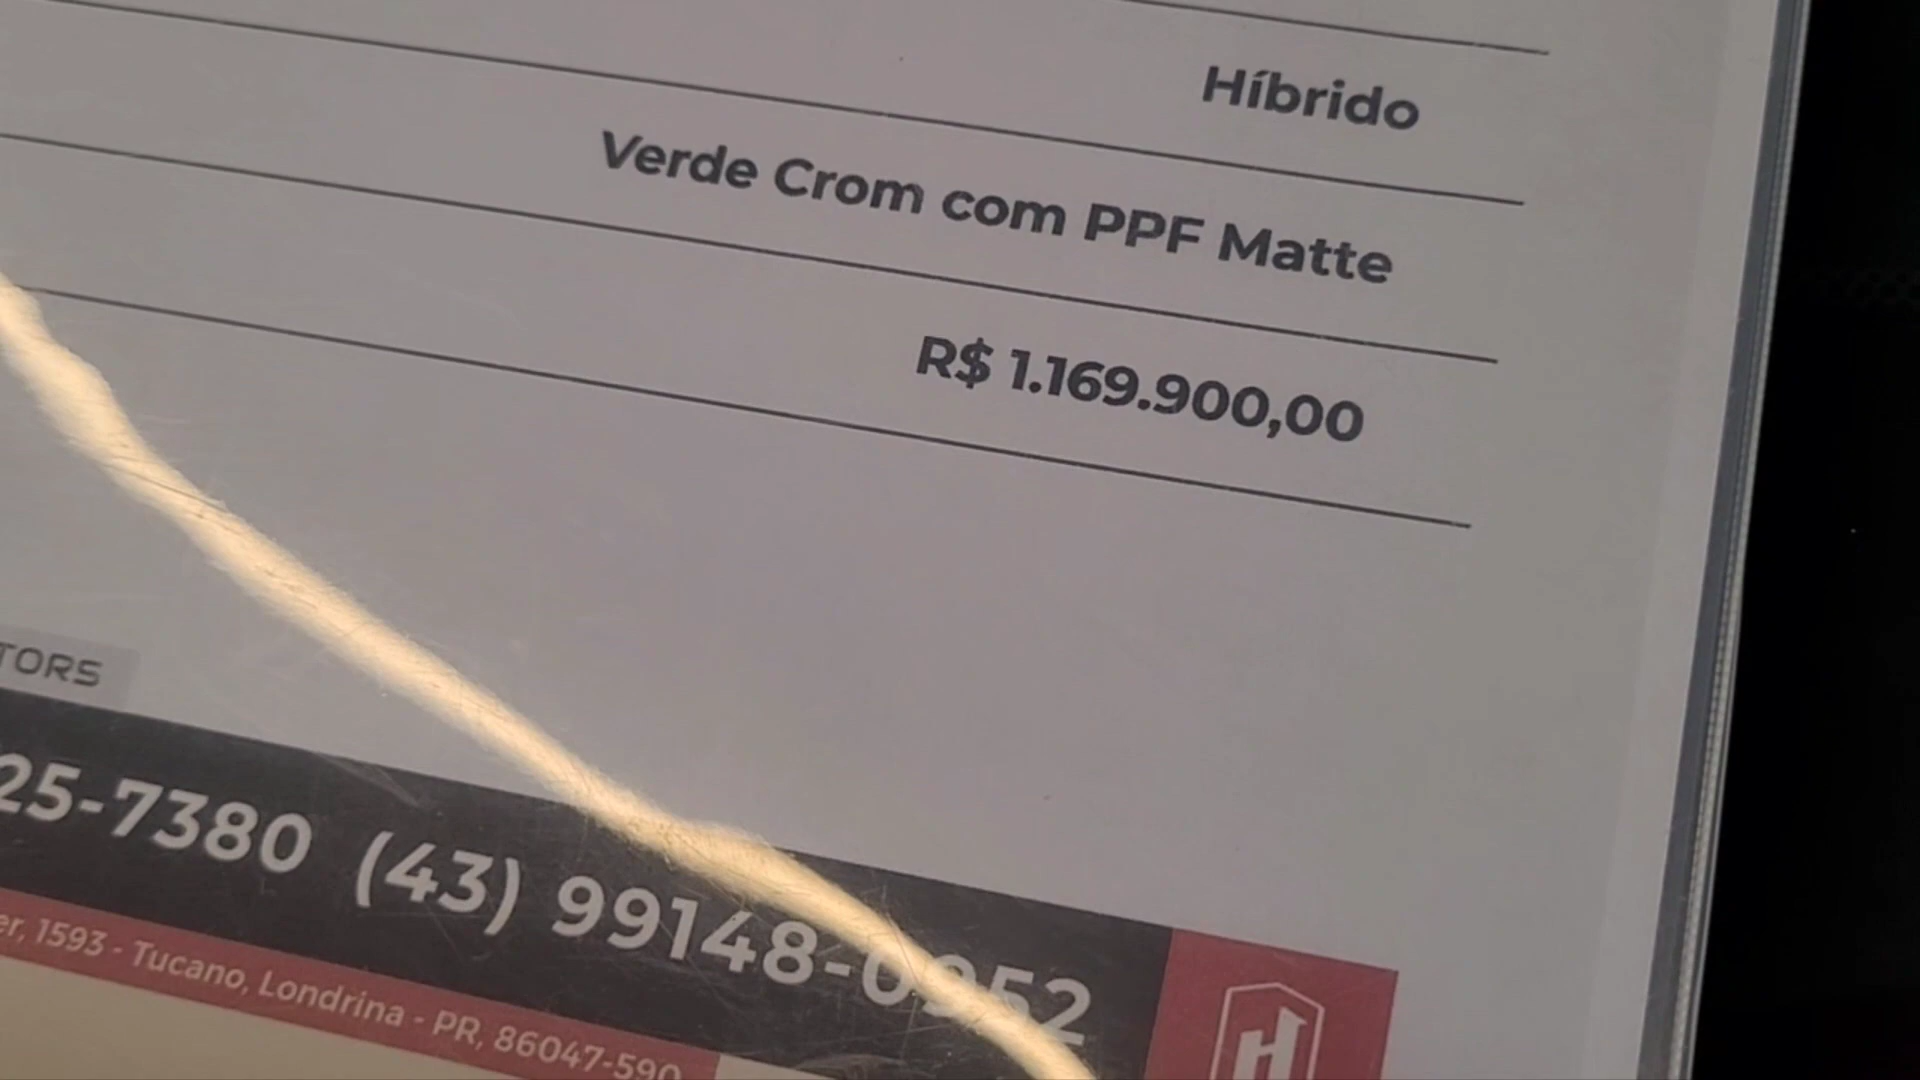 Híbrido
Verde Crom com PPF Matte
R$ 1.169.900,00
TORS
25-7380 (43) 99148-0952
er, 1593 - Tucano, Londrina - PR, 86047-590